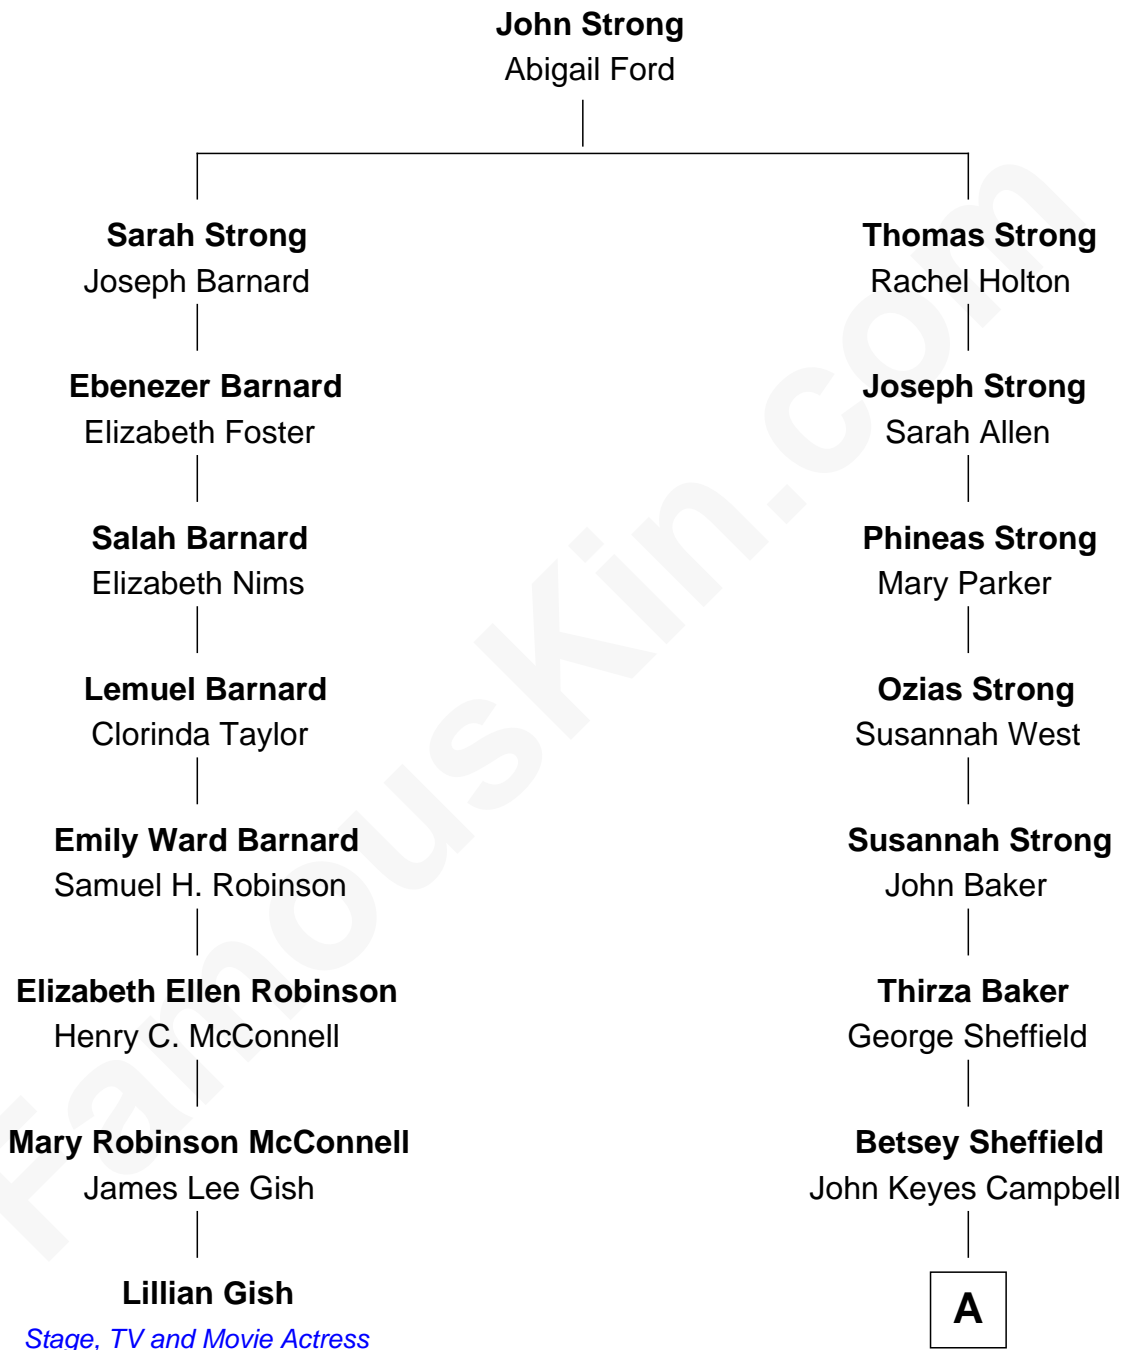 John Strong
Abigail Ford
Sarah Strong
Joseph Barnard
Thomas Strong
Rachel Holton
Ebenezer Barnard
Elizabeth Foster
Joseph Strong
Sarah Allen
Salah Barnard
Elizabeth Nims
Phineas Strong
Mary Parker
Lemuel Barnard
Clorinda Taylor
Ozias Strong
Susannah West
Emily Ward Barnard
Samuel H. Robinson
Susannah Strong
John Baker
Elizabeth Ellen Robinson
Henry C. McConnell
Thirza Baker
George Sheffield
Mary Robinson McConnell
James Lee Gish
Betsey Sheffield
John Keyes Campbell
Lillian Gish
Stage, TV and Movie Actress
A
FamousKin.com